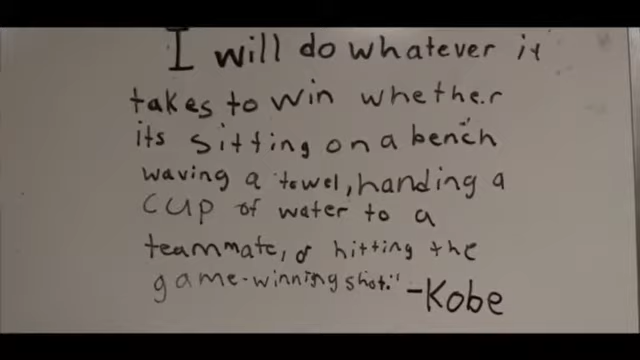 I will do whatever it
takes to win whether
its sitting on a bench
waving a towel, handing a
cup of water to a
teammate, or hitting the
game-winning shot."
-Kobe